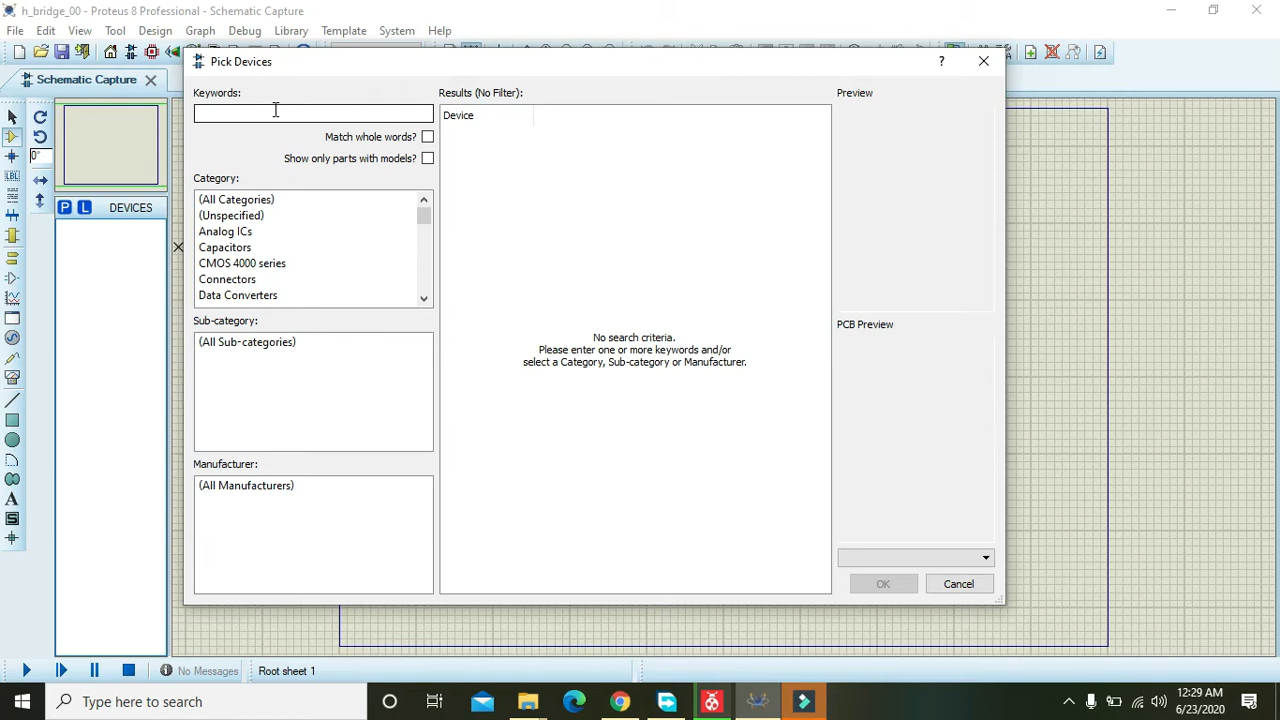 h_bridge_00 - Proteus 8 Professional - Schematic Capture
File Edit View Tool Design Graph Debug Library Template System Help
Schematic Capture
Pick Devices
?
Keywords:
Results (No Filter):
Preview
Device
Match whole words?
Show only parts with models?
Category:
(All Categories)
(Unspecified)
Analog ICs
Capacitors
CMOS 4000 series
Connectors
Data Converters
Sub-category:
(All Sub-categories)
Manufacturer:
(All Manufacturers)
No search criteria.
Please enter one or more keywords and/or
select a Category, Sub-category or Manufacturer.
PCB Preview
OK
Cancel
0°
LBL
P L DEVICES
A
S
No Messages
Root sheet 1
Type here to search
12:29 AM
6/23/2020